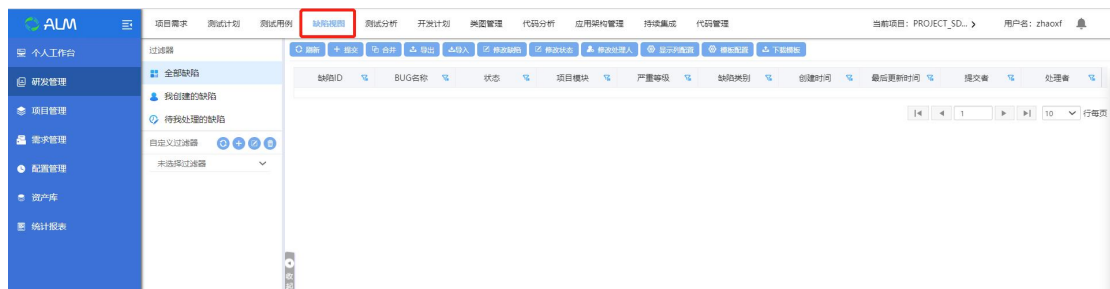 ALM
项目需求 测试计划 测试用例 缺陷视图 测试分析 开发计划 类图管理 代码分析 应用架构管理 持续集成 代码管理 当前项目: PROJECT_SD... 用户名: zhaoxf
个人工作台
研发管理
项目管理
需求管理
配置管理
资产库
统计报表
过滤器
全部缺陷
我创建的缺陷
待我处理的缺陷
自定义过滤器
未选择过滤器
刷新 提交 合并 导出 导入 修改缺陷 修改状态 修改处理人 显示列配置 模板配置 下载模板
缺陷ID BUG名称 状态 项目模块 严重等级 缺陷类别 创建时间 最后更新时间 提交者 处理者
1 10 行每页
收